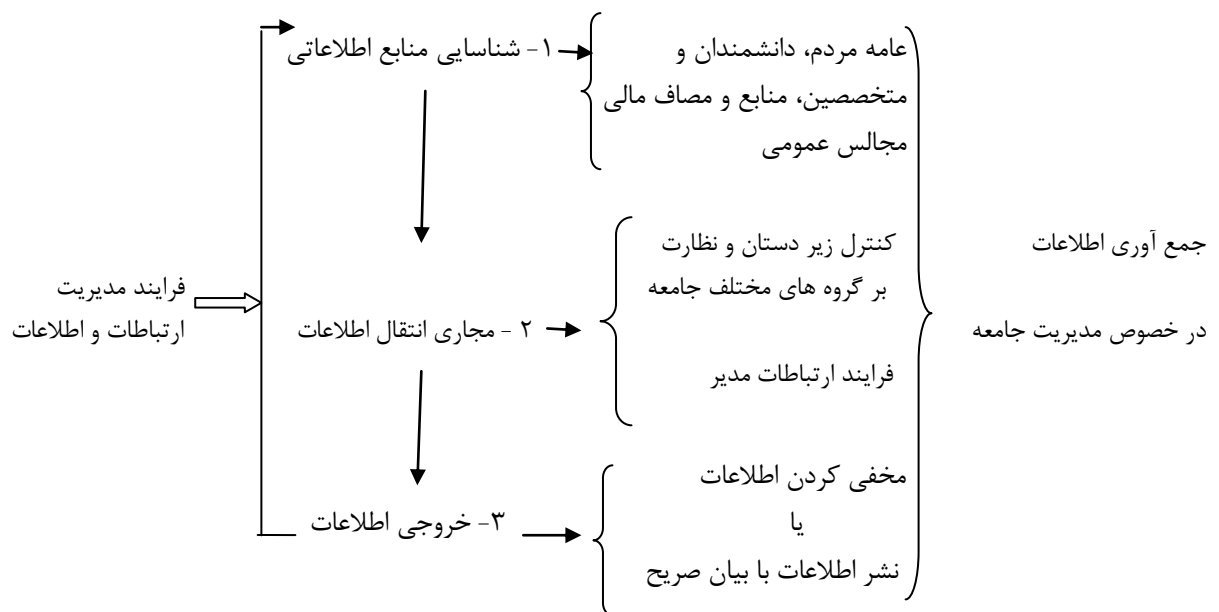 ۱- شناسایی منابع اطلاعاتی
عامه مردم، دانشمندان و
متخصصین، منابع و مصاف مالی
مجالس عمومی
کنترل زیر دستان و نظارت
بر گروه های مختلف جامعه
جمع آوری اطلاعات
در خصوص مدیریت جامعه
فرایند مدیریت
ارتباطات و اطلاعات
۲ - مجاری انتقال اطلاعات
فرایند ارتباطات مدیر
۳- خروجی اطلاعات
مخفی کردن اطلاعات
یا
نشر اطلاعات با بیان صریح